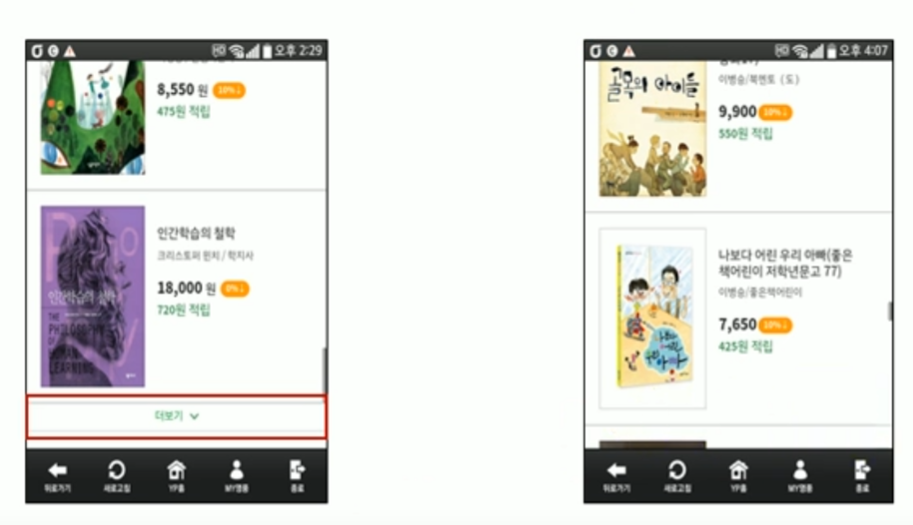 오후 2:29
8,550 원 10%↓
475원 적립
인간학습의 철학
크리스토퍼 윈치 / 학지사
18,000 원 0%↓
720원 적립
인간학습의 철학
THE
PHILOSOPHY
LEARNING
더보기
뒤로가기 새로고침 YP홈 MY영풍 종료
HD 오후 4:07
골목의 아이들
이병승/북멘토 (도)
9,900 10%↓
550원 적립
나보다 어린 우리 아빠(좋은
책어린이 저학년문고 77)
이병승/좋은책어린이
7,650 10%↓
425원 적립
나보다
어린
우리
아빠
뒤로가기 새로고침 YP홈 MY영풍 종료